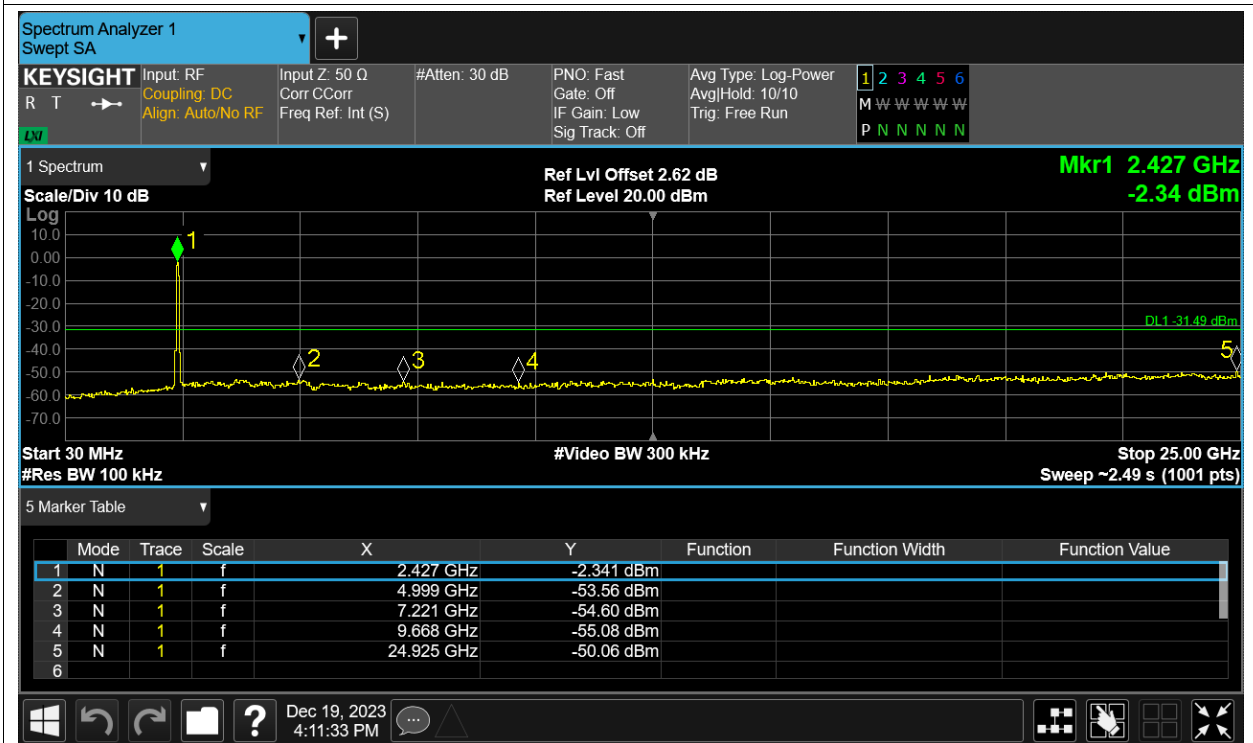 Spectrum Analyzer 1
Swept SA
KEYSIGHT
R T
LXI
Input: RF
Coupling: DC
Align: Auto/No RF
Input Z: 50 Ω
Corr CCorr
Freq Ref: Int (S)
#Atten: 30 dB
PNO: Fast
Gate: Off
IF Gain: Low
Sig Track: Off
Avg Type: Log-Power
Avg|Hold: 10/10
Trig: Free Run
1 2 3 4 5 6
M W W W W W
P N N N N N
1 Spectrum
Scale/Div 10 dB
Ref Lvl Offset 2.62 dB
Ref Level 20.00 dBm
Mkr1 2.427 GHz
-2.34 dBm
Log
10.0
0.00
-10.0
-20.0
-30.0
-40.0
-50.0
-60.0
-70.0
1
2
3
4
5
DL1 -31.49 dBm
Start 30 MHz
#Res BW 100 kHz
#Video BW 300 kHz
Stop 25.00 GHz
Sweep ~2.49 s (1001 pts)
5 Marker Table
Mode Trace Scale X Y Function Function Width Function Value
1 N 1 f 2.427 GHz -2.341 dBm
2 N 1 f 4.999 GHz -53.56 dBm
3 N 1 f 7.221 GHz -54.60 dBm
4 N 1 f 9.668 GHz -55.08 dBm
5 N 1 f 24.925 GHz -50.06 dBm
6
?
Dec 19, 2023
4:11:33 PM